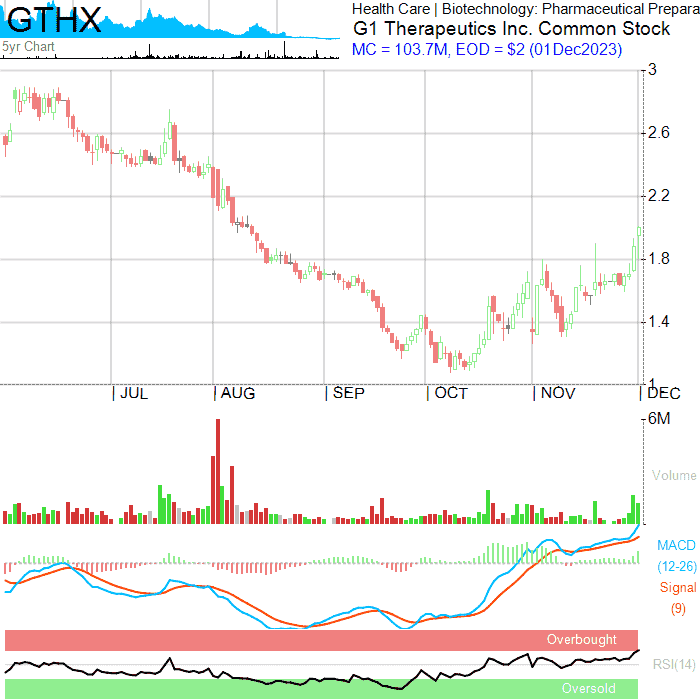 GTHX
5yr Chart
Health Care | Biotechnology: Pharmaceutical Prepara
G1 Therapeutics Inc. Common Stock
MC = 103.7M, EOD = $2 (01Dec2023)
3
2.6
2.2
1.8
1.4
1
| JUL | AUG | SEP | OCT | NOV | DEC
6M
Volume
MACD
(12-26)
Signal
(9)
Overbought
RSI(14)
Oversold